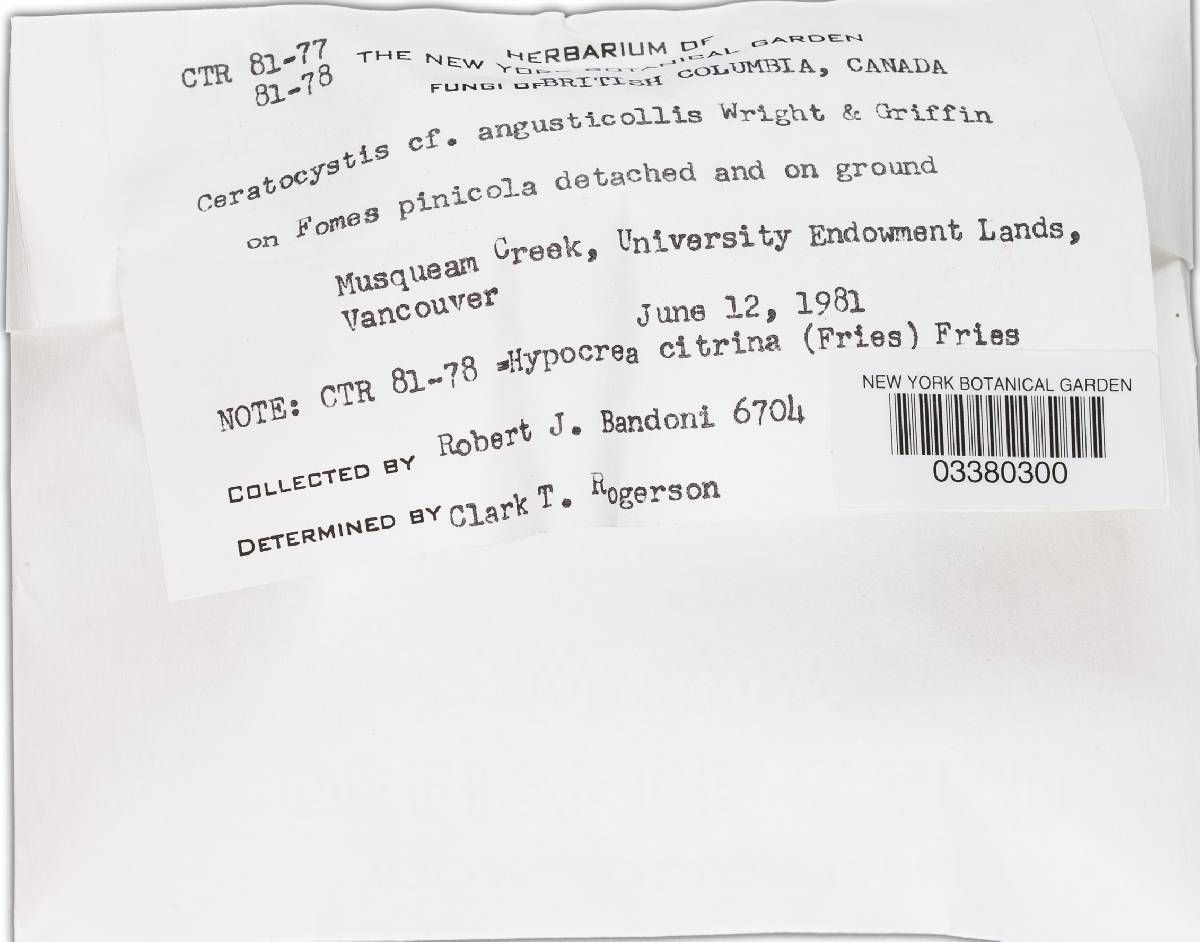 CTR 81-77
81-78
HERBARIUM OF
THE NEW YORK BOTANICAL GARDEN
FUNGI OF BRITISH COLUMBIA, CANADA
Ceratocystis cf. angusticollis Wright & Griffin
on Fomes pinicola detached and on ground
Musqueam Creek, University Endowment Lands,
Vancouver
June 12, 1981
NOTE: CTR 81-78 =Hypocrea citrina (Fries) Fries
COLLECTED BY Robert J. Bandoni 6704
DETERMINED BY Clark T. Rogerson
NEW YORK BOTANICAL GARDEN
03380300